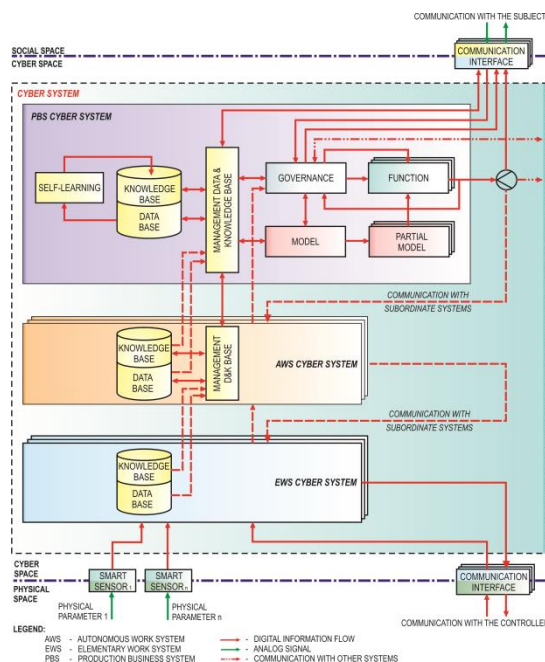 COMMUNICATION WITH THE SUBJECT
SOCIAL SPACE
CYBER SPACE
COMMUNICATION
INTERFACE
CYBER SYSTEM
PBS CYBER SYSTEM
SELF-LEARNING
KNOWLEDGE
BASE
DATA
BASE
MANAGEMENT DATA &
KNOWLEDGE BASE
GOVERNANCE
FUNCTION
MODEL
PARTIAL
MODEL
COMMUNICATION WITH
SUBORDINATE SYSTEMS
KNOWLEDGE
BASE
DATA
BASE
MANAGEMENT
D&K BASE
AWS CYBER SYSTEM
COMMUNICATION WITH
SUBORDINATE SYSTEMS
KNOWLEDGE
BASE
DATA
BASE
EWS CYBER SYSTEM
CYBER
SPACE
PHYSICAL
SPACE
SMART
SENSOR 1
SMART
SENSOR n
COMMUNICATION
INTERFACE
PHYSICAL
PARAMETER 1
PHYSICAL
PARAMETER n
COMMUNICATION WITH THE CONTROLLER
LEGEND:
AWS - AUTONOMOUS WORK SYSTEM
EWS - ELEMENTARY WORK SYSTEM
PBS - PRODUCTION BUSINESS SYSTEM
- DIGITAL INFORMATION FLOW
- ANALOG SIGNAL
- COMMUNICATION WITH OTHER SYSTEMS